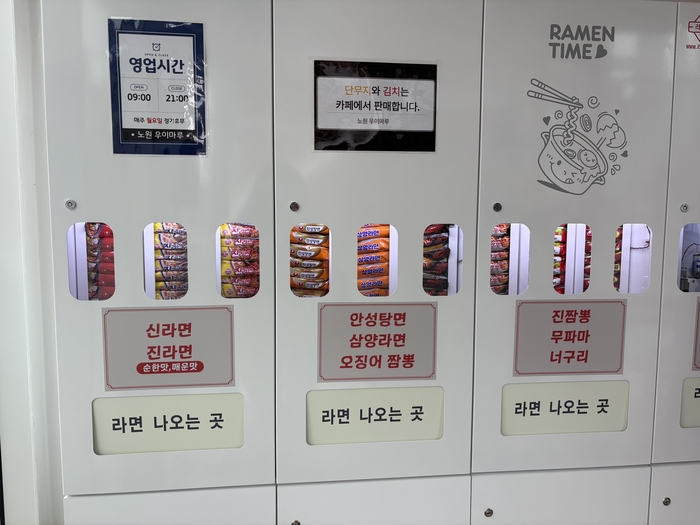 OPEN & CLOSE
영업시간
OPEN
CLOSE
09:00
21:00
매주 월요일 정기휴무
노원 우이마루
단무지와 김치는
카페에서 판매합니다.
노원 우이마루
RAMEN
TIME
신라면
진라면
순한맛,매운맛
라면 나오는 곳
안성탕면
삼양라면
오징어 짬뽕
라면 나오는 곳
진짬뽕
무파마
너구리
라면 나오는 곳